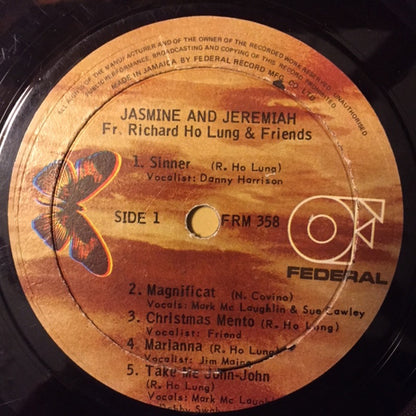 ALL RIGHTS OF THE MANUFACTURER AND OF THE OWNER OF THE RECORDED WORK RESERVED. UNAUTHORISED
PUBLIC PERFORMANCE, BROADCASTING AND COPYING OF THIS RECORD
MADE IN JAMAICA BY FEDERAL RECORD MFG. CO. LTD.
JASMINE AND JEREMIAH
Fr. Richard Ho Lung & Friends
1. Sinner (R. Ho Lung)
Vocalist: Danny Harrison
SIDE 1
FRM 358
FEDERAL
2. Magnificat (N. Covino)
Vocals: Mark Mc Laughlin & Sue Cawley
3. Christmas Mento (R. Ho Lung)
Vocalist: Friend
4. Marianna (R. Ho Lung)
Vocalist: Jim Maing
5. Take Me John-John
(R. Ho Lung)
Vocals: Mark Mc Laugh